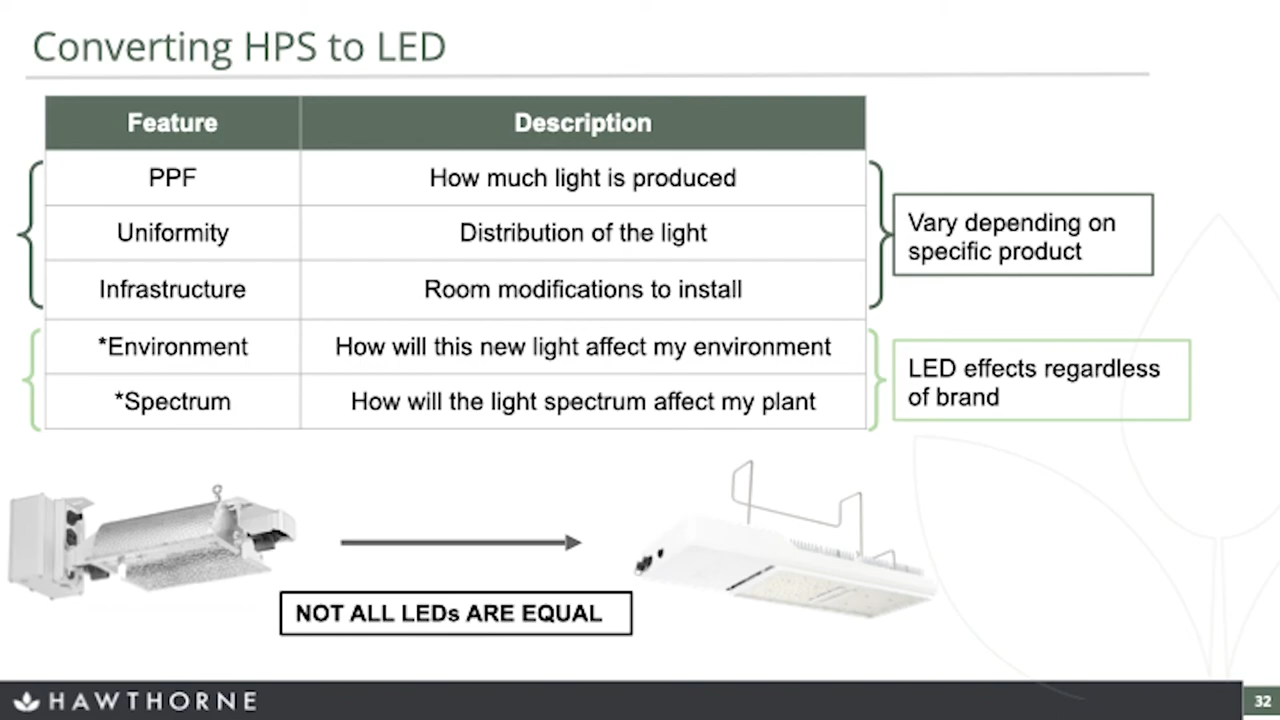 Converting HPS to LED
Feature Description
PPF How much light is produced
Uniformity Distribution of the light
Infrastructure Room modifications to install
*Environment How will this new light affect my environment
*Spectrum How will the light spectrum affect my plant
Vary depending on
specific product
LED effects regardless
of brand
NOT ALL LEDs ARE EQUAL
HAWTHORNE
32